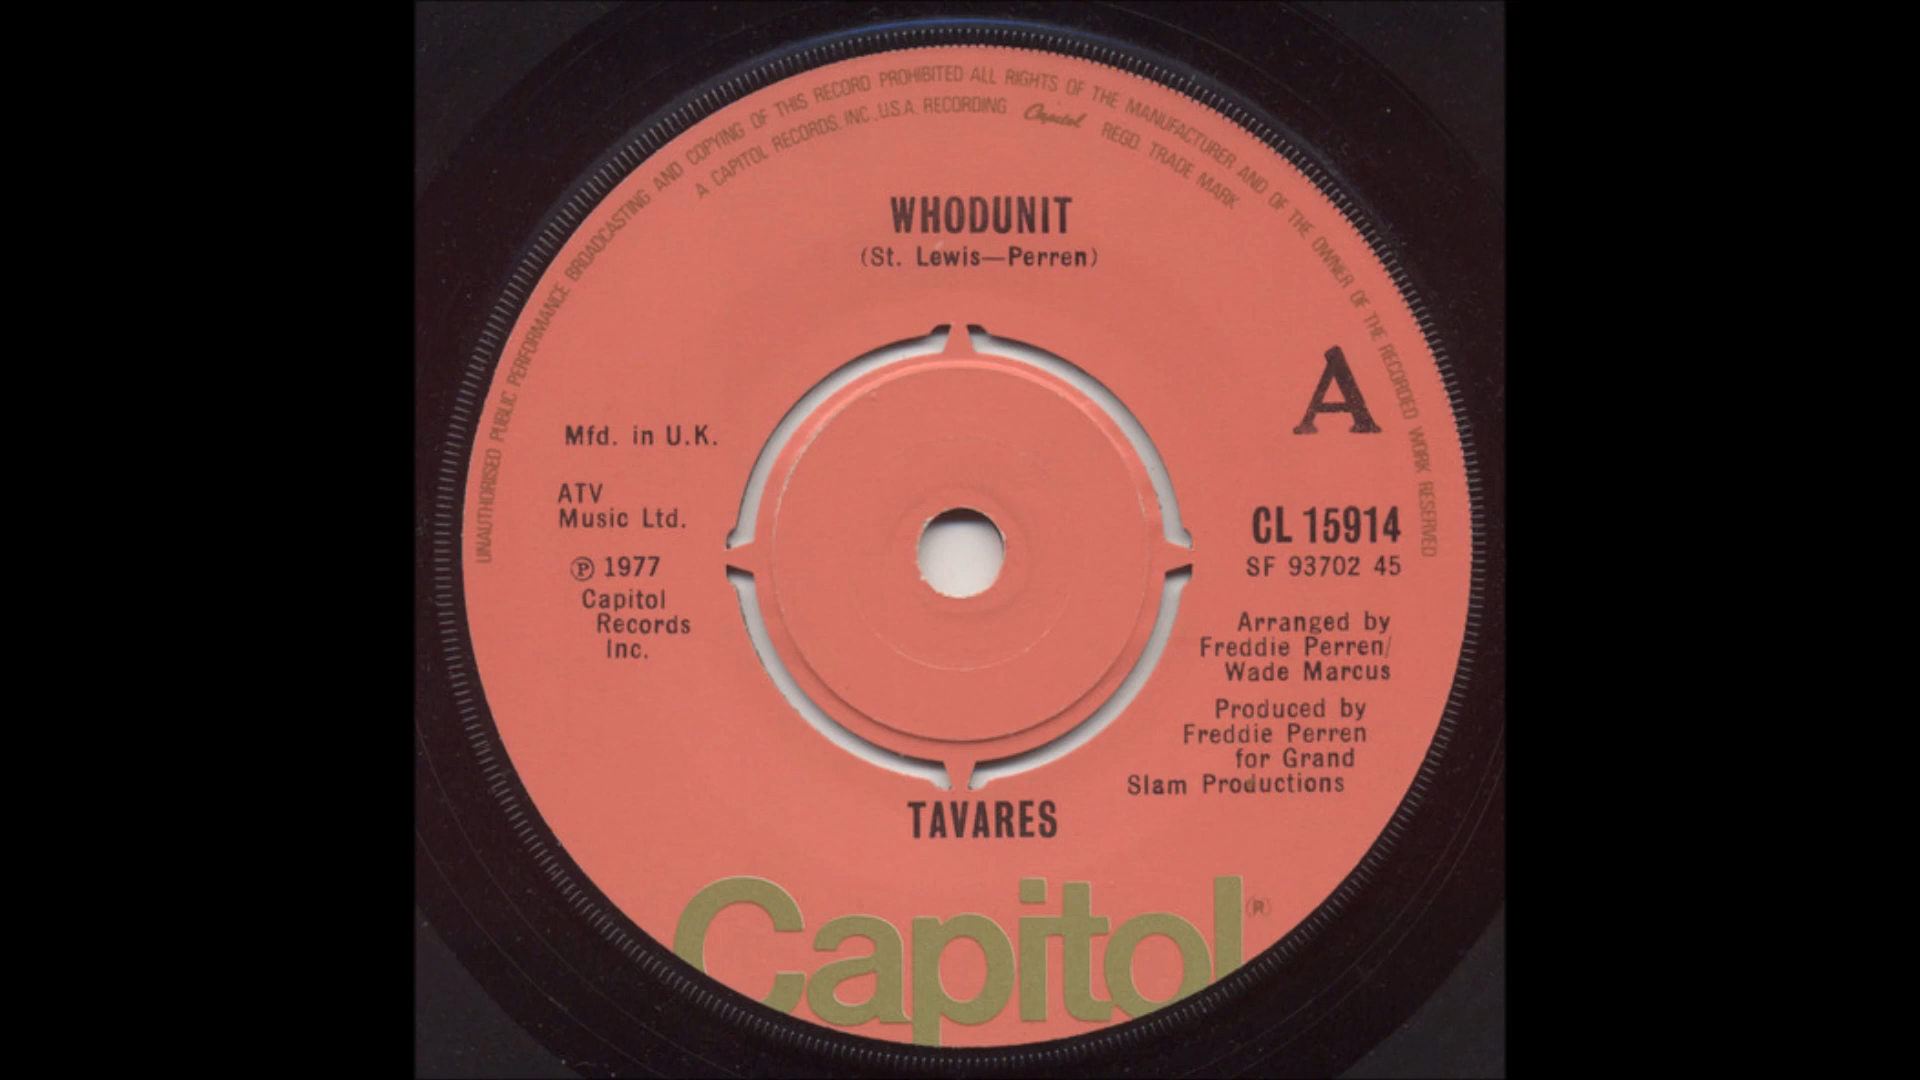 UNAUTHORISED PUBLIC PERFORMANCE BROADCASTING AND COPYING OF THIS RECORD PROHIBITED ALL RIGHTS OF THE MANUFACTURER AND OF THE OWNER OF THE RECORDED WORK RESERVED
A CAPITOL RECORDS, INC., U.S.A. RECORDING Capitol REGD. TRADE MARK
WHODUNIT
(St. Lewis—Perren)
A
Mfd. in U.K.
ATV
Music Ltd.
℗ 1977
Capitol
Records
Inc.
CL 15914
SF 93702 45
Arranged by
Freddie Perren/
Wade Marcus
Produced by
Freddie Perren
for Grand
Slam Productions
TAVARES
Capitol ®